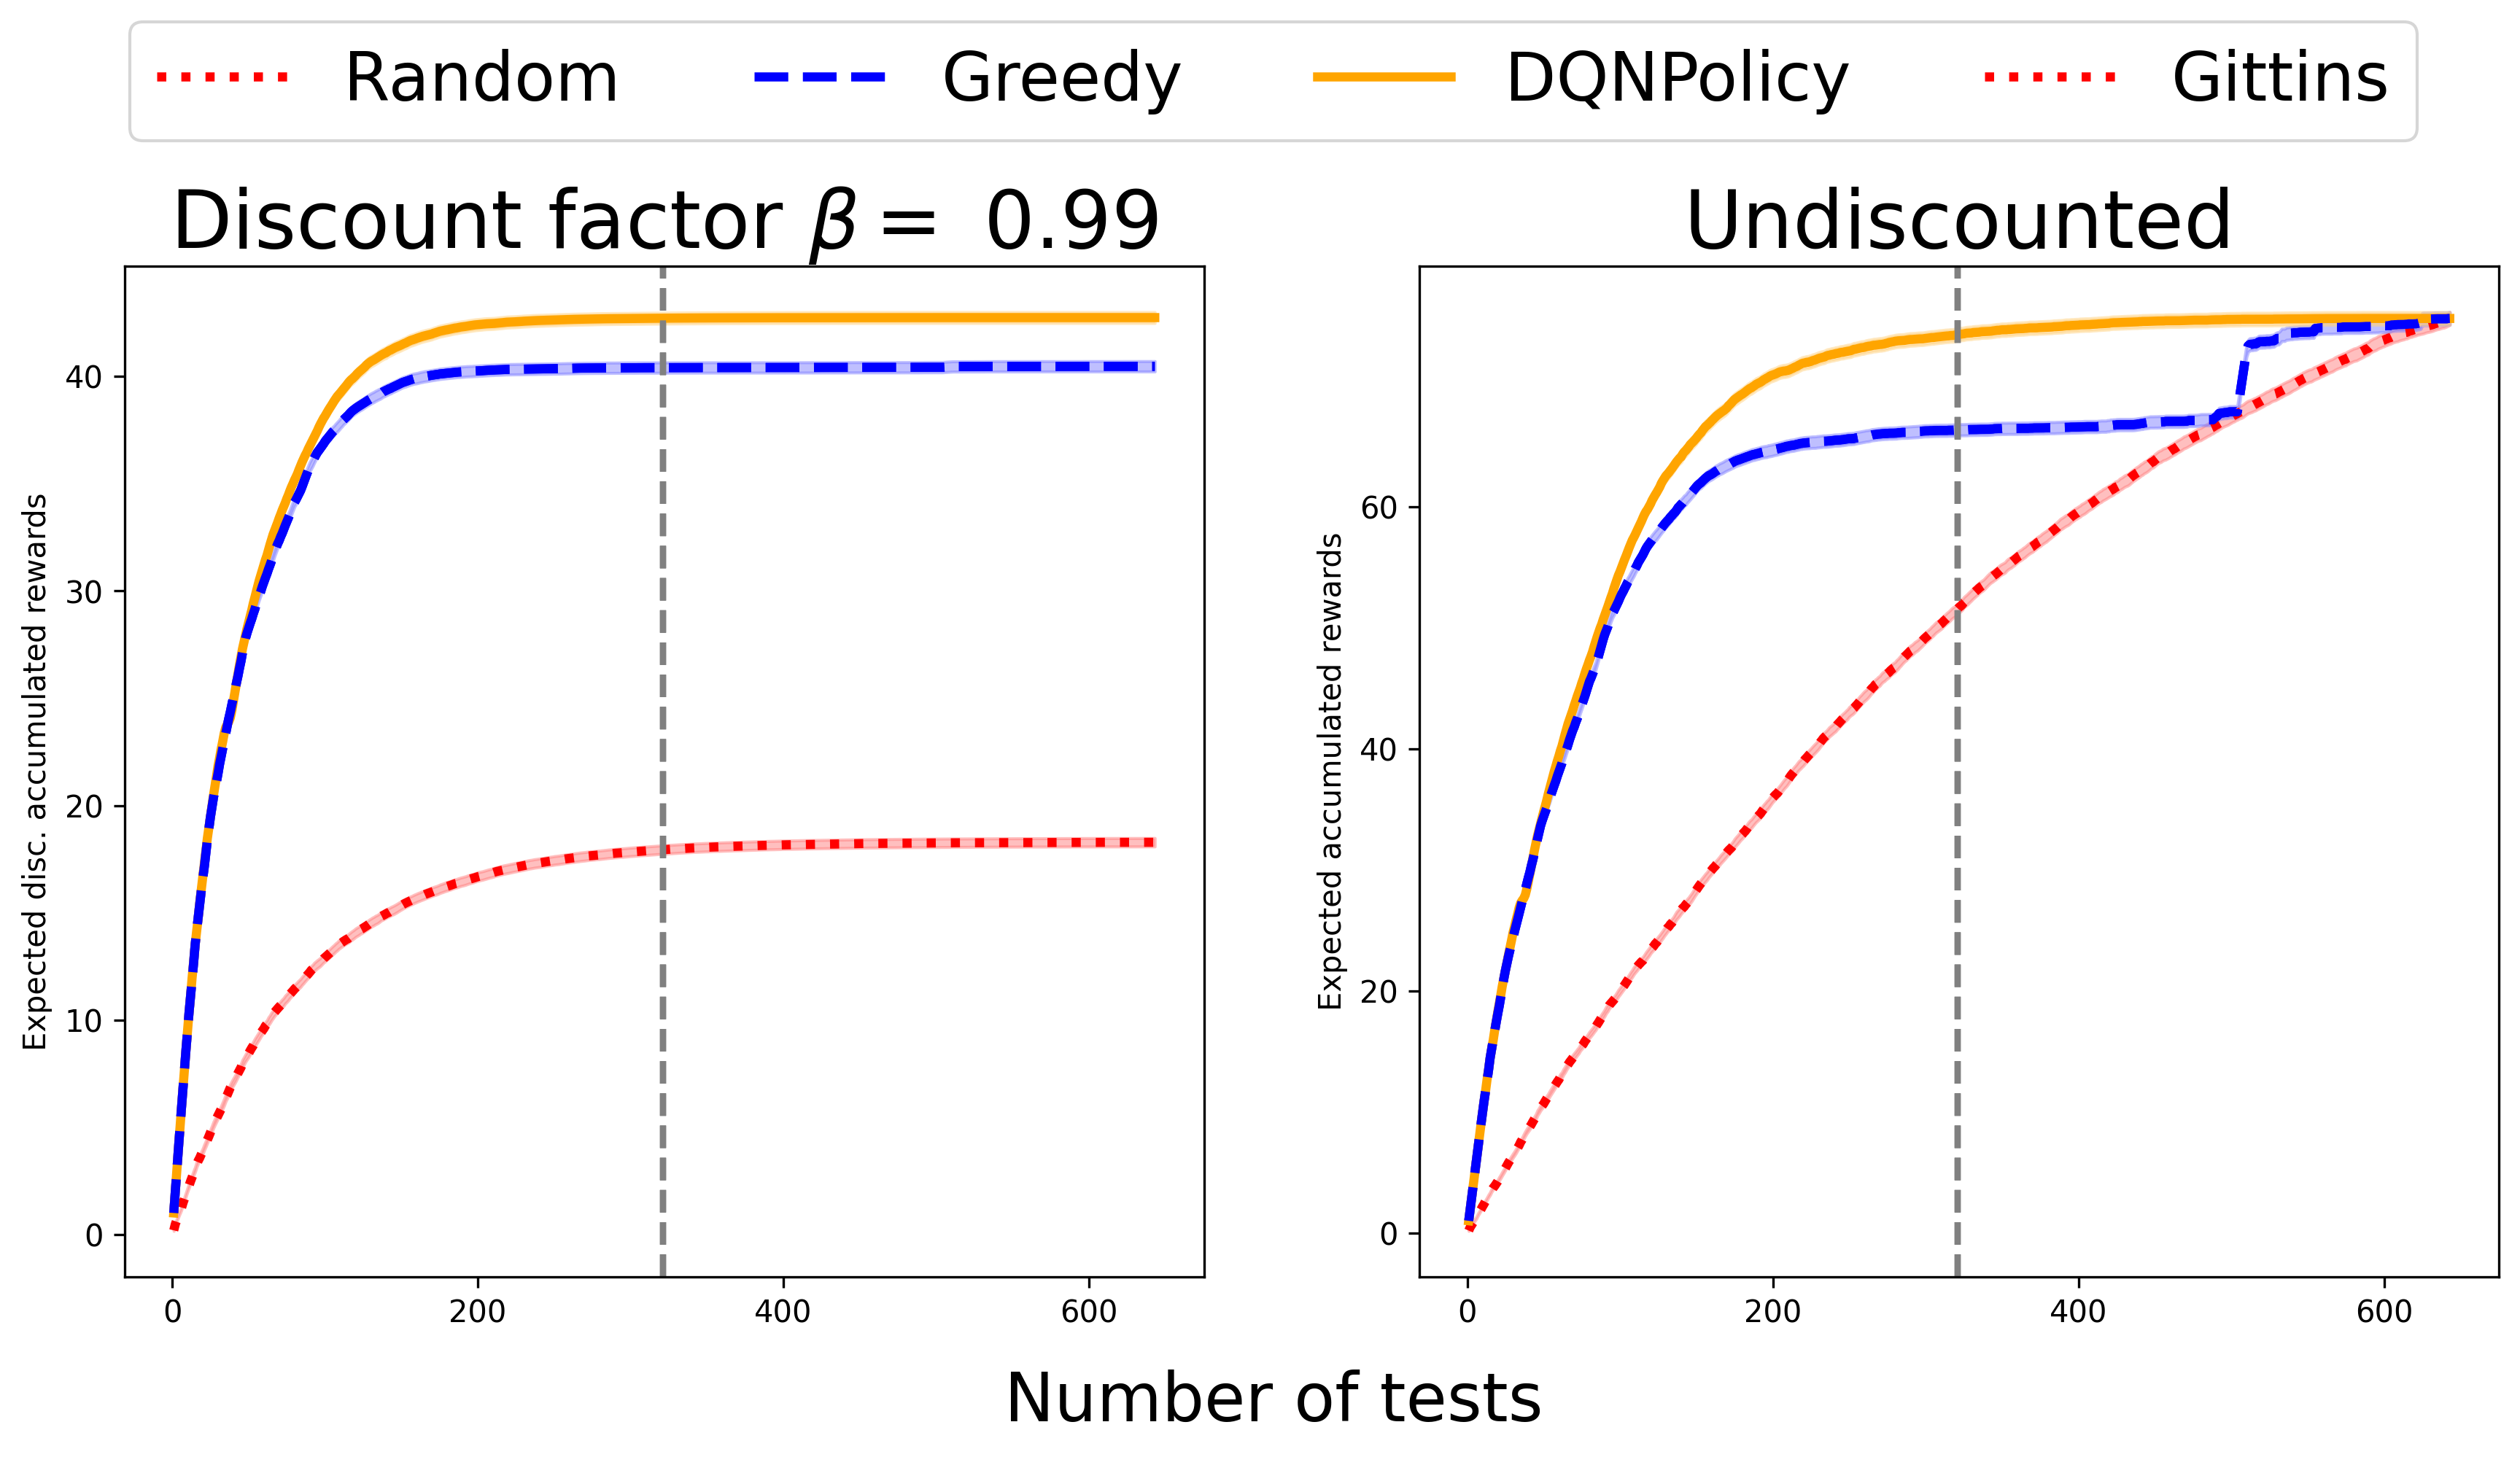 Random Greedy DQNPolicy Gittins
Discount factor β = 0.99
Expected disc. accumulated rewards
40
30
20
10
0
0 200 400 600
Undiscounted
Expected accumulated rewards
60
40
20
0
0 200 400 600
Number of tests